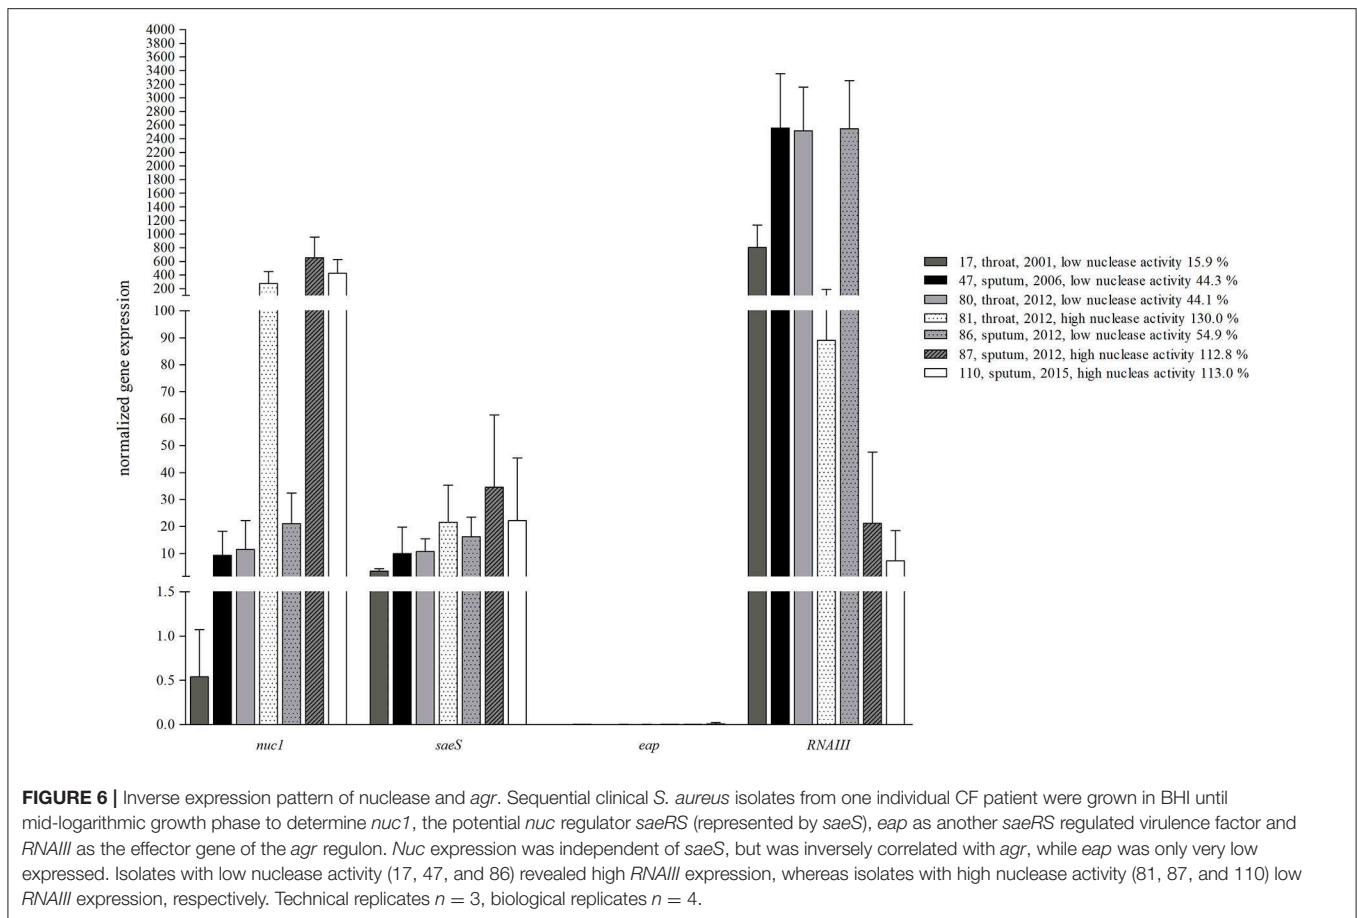 4000
3800
3600
3400
3200
3000
2800
2600
2400
2200
2000
1800
1600
1400
1200
1000
800
600
400
200
100
90
80
70
60
50
40
30
20
10
1.5
1.0
0.5
0.0
normalized gene expression
nuc1 saeS eap RNAIII
17, throat, 2001, low nuclease activity 15.9 %
47, sputum, 2006, low nuclease activity 44.3 %
80, throat, 2012, low nuclease activity 44.1 %
81, throat, 2012, high nuclease activity 130.0 %
86, sputum, 2012, low nuclease activity 54.9 %
87, sputum, 2012, high nuclease activity 112.8 %
110, sputum, 2015, high nucleas activity 113.0 %
FIGURE 6 | Inverse expression pattern of nuclease and agr. Sequential clinical S. aureus isolates from one individual CF patient were grown in BHI until
mid-logarithmic growth phase to determine nuc1, the potential nuc regulator saeRS (represented by saeS), eap as another saeRS regulated virulence factor and
RNAIII as the effector gene of the agr regulon. Nuc expression was independent of saeS, but was inversely correlated with agr, while eap was only very low
expressed. Isolates with low nuclease activity (17, 47, and 86) revealed high RNAIII expression, whereas isolates with high nuclease activity (81, 87, and 110) low
RNAIII expression, respectively. Technical replicates n = 3, biological replicates n = 4.